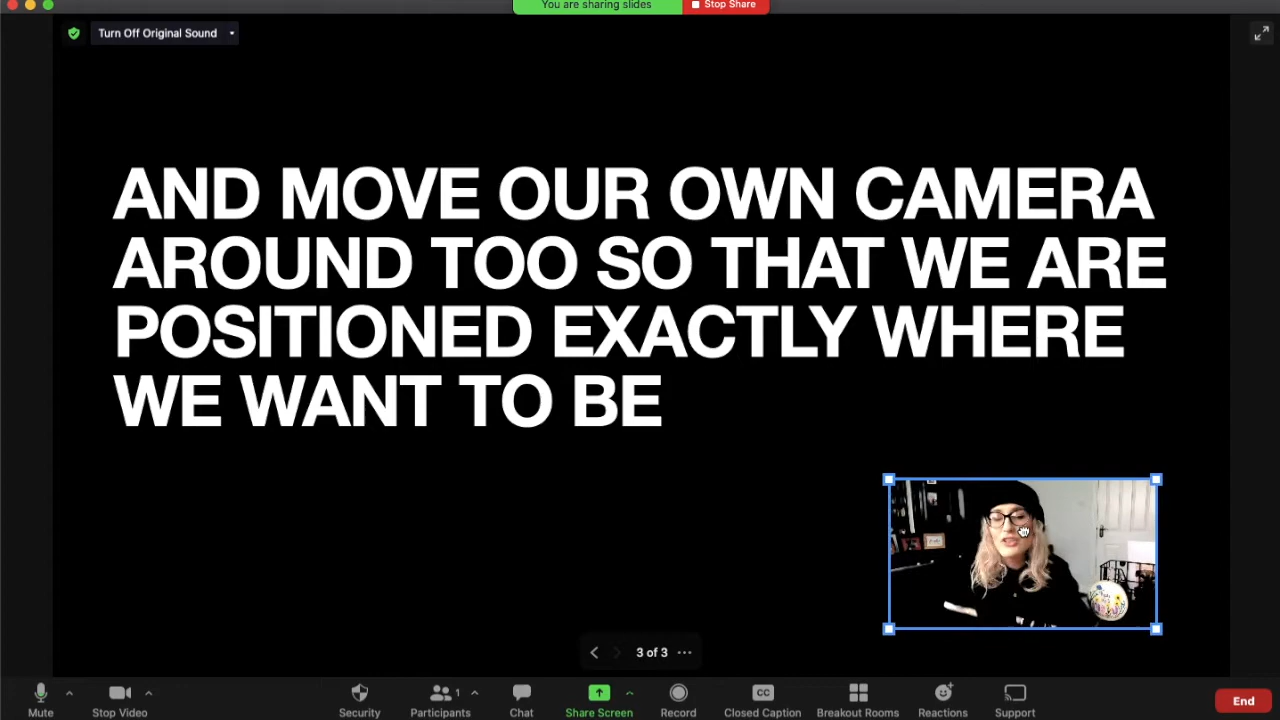 You are sharing slides
Stop Share
Turn Off Original Sound
AND MOVE OUR OWN CAMERA
AROUND TOO SO THAT WE ARE
POSITIONED EXACTLY WHERE
WE WANT TO BE
3 of 3
Mute
Stop Video
Security
Participants
1
Chat
Share Screen
Record
CC
Closed Caption
Breakout Rooms
Reactions
Support
End